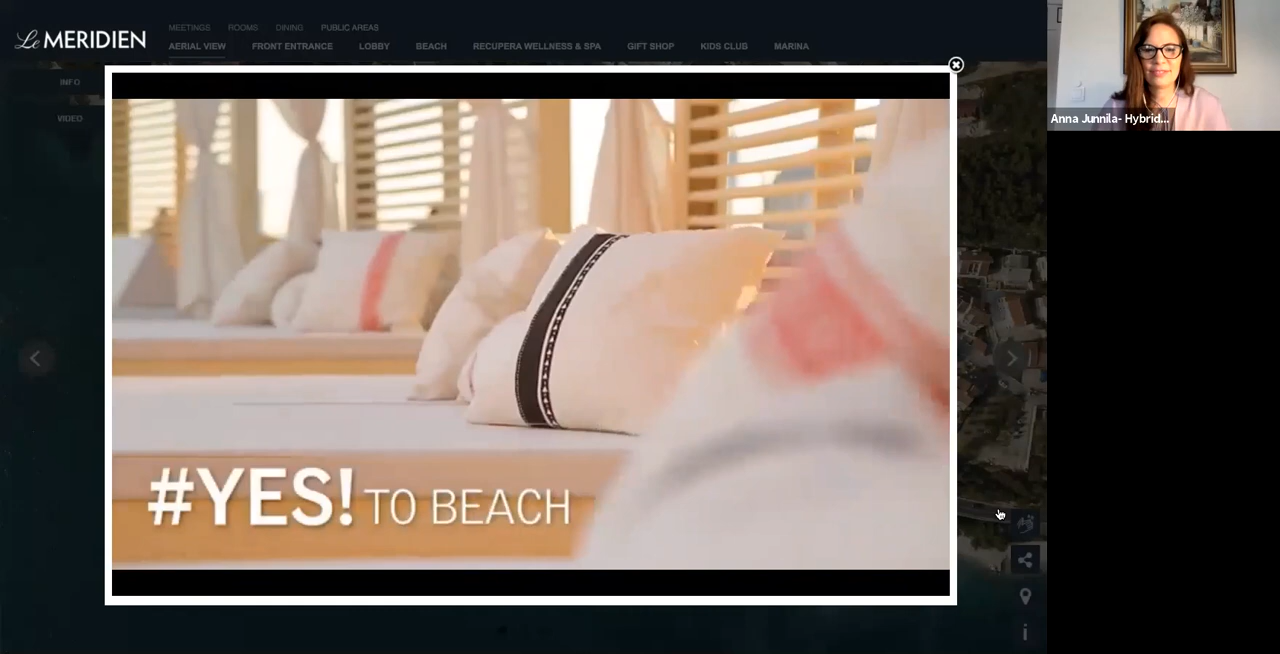 Le MERIDIEN
MEETINGS ROOMS DINING PUBLIC AREAS
AERIAL VIEW FRONT ENTRANCE LOBBY BEACH RECUPERA WELLNESS & SPA GIFT SHOP KIDS CLUB MARINA
INFO
VIDEO
#YES! TO BEACH
Anna Junnila- Hybrid...